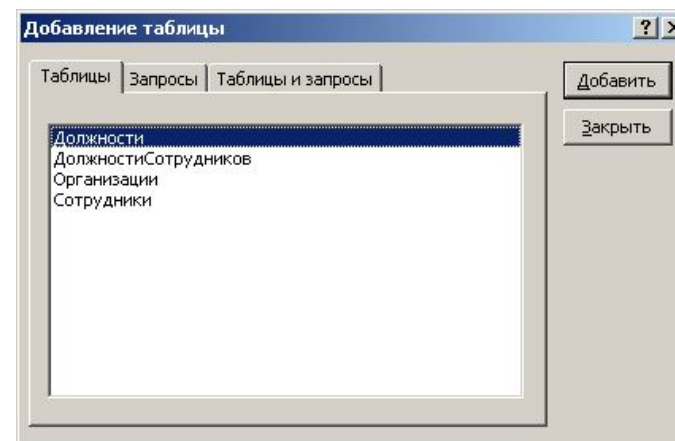 Добавление таблицы
Таблицы Запросы Таблицы и запросы
Добавить
Закрыть
Должности
ДолжностиСотрудников
Организации
Сотрудники